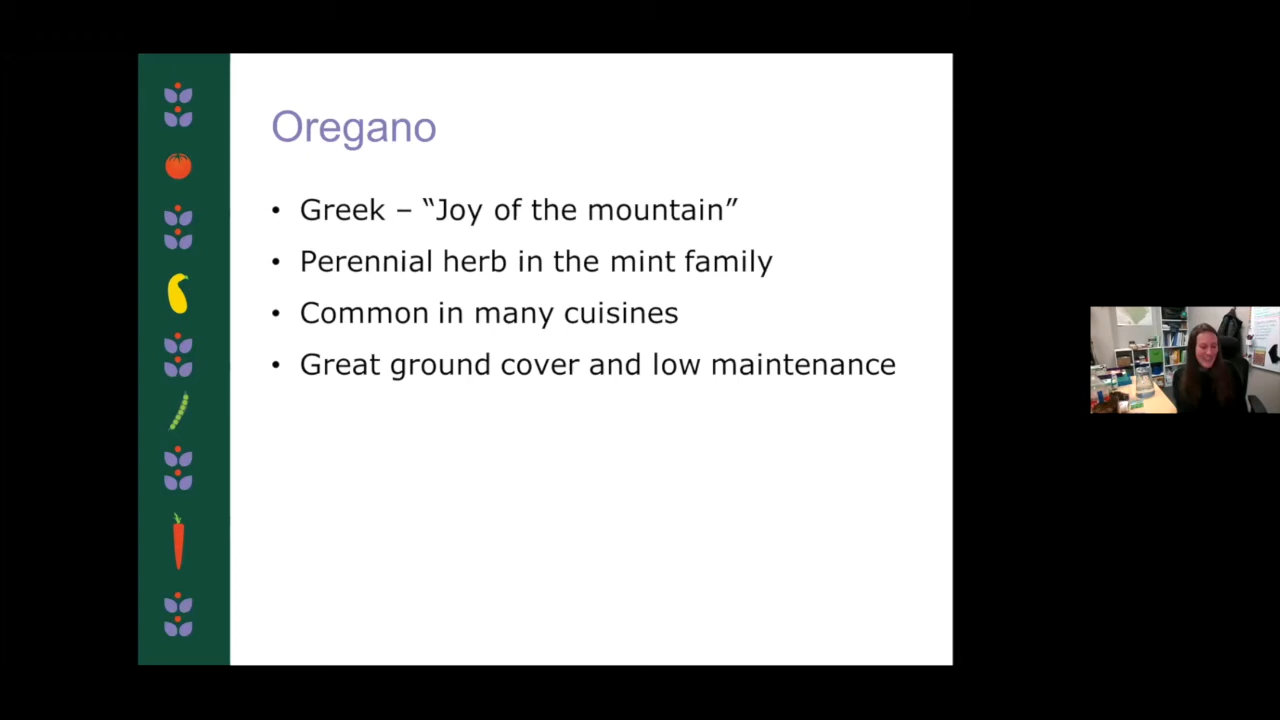 Oregano
• Greek – “Joy of the mountain”
• Perennial herb in the mint family
• Common in many cuisines
• Great ground cover and low maintenance